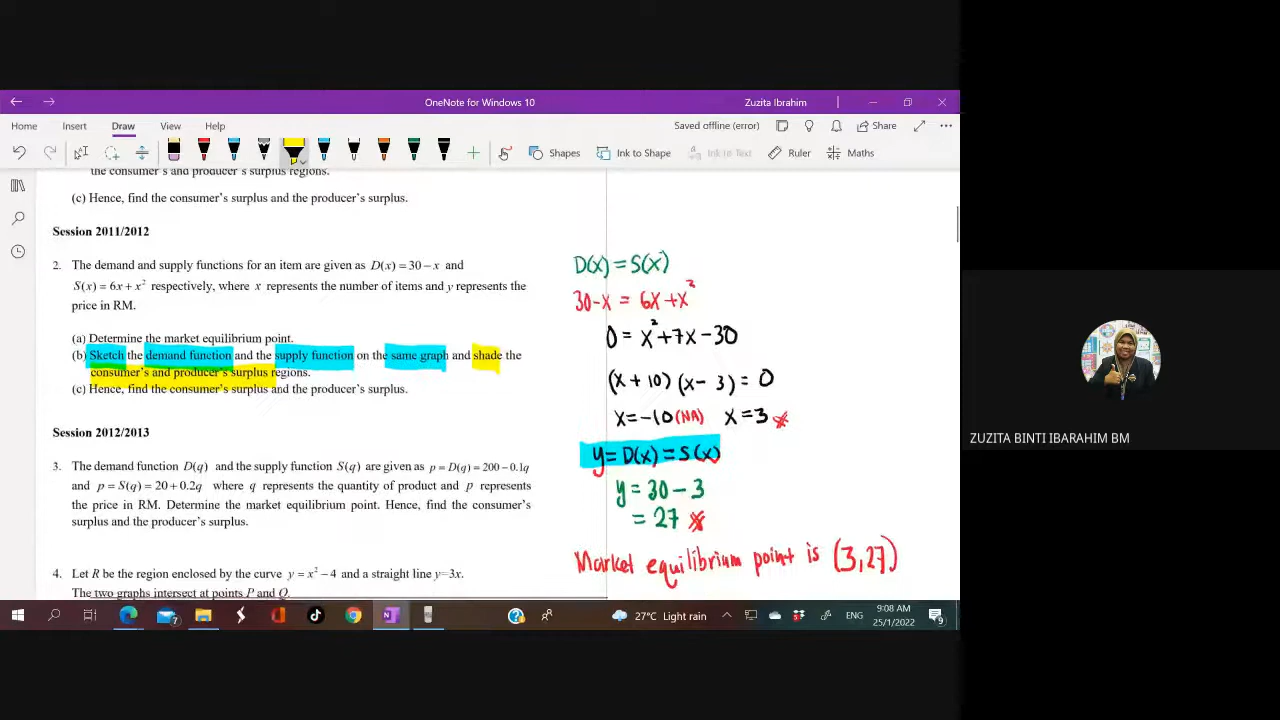 OneNote for Windows 10
Zuzita Ibrahim
Home Insert Draw View Help
Saved offline (error)
Share
Shapes
Ink to Shape
Ink to Text
Ruler
Maths
the consumer's and producer's surplus regions.
(c) Hence, find the consumer's surplus and the producer's surplus.
Session 2011/2012
2. The demand and supply functions for an item are given as D(x) = 30 − x and
S(x) = 6x + x² respectively, where x represents the number of items and y represents the
price in RM.
(a) Determine the market equilibrium point.
(b) Sketch the demand function and the supply function on the same graph and shade the
consumer's and producer's surplus regions.
(c) Hence, find the consumer's surplus and the producer's surplus.
Session 2012/2013
3. The demand function D(q) and the supply function S(q) are given as p = D(q) = 200 − 0.1q
and p = S(q) = 20 + 0.2q where q represents the quantity of product and p represents
the price in RM. Determine the market equilibrium point. Hence, find the consumer's
surplus and the producer's surplus.
4. Let R be the region enclosed by the curve y = x² − 4 and a straight line y=3x.
The two graphs intersect at points P and Q.
D(x) = S(x)
30-x = 6x + x²
0 = x² + 7x − 30
(x + 10) (x − 3) = 0
x = −10 (NA) x = 3
y = D(x) = S(x)
y = 30 − 3
= 27
Market equilibrium point is (3,27)
ZUZITA BINTI IBARAHIM BM
27°C Light rain
ENG
9:08 AM
25/1/2022